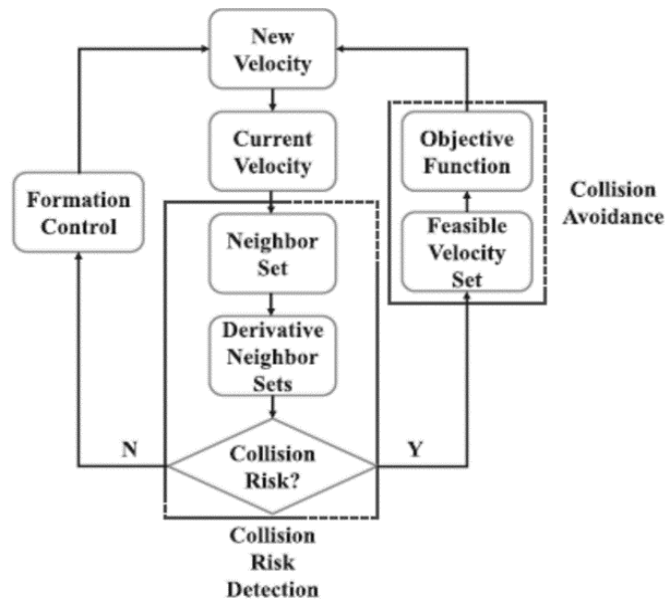 New
Velocity
Current
Velocity
Objective
Function
Collision
Avoidance
Formation
Control
Neighbor
Set
Feasible
Velocity
Set
Derivative
Neighbor
Sets
N
Collision
Risk?
Y
Collision
Risk
Detection